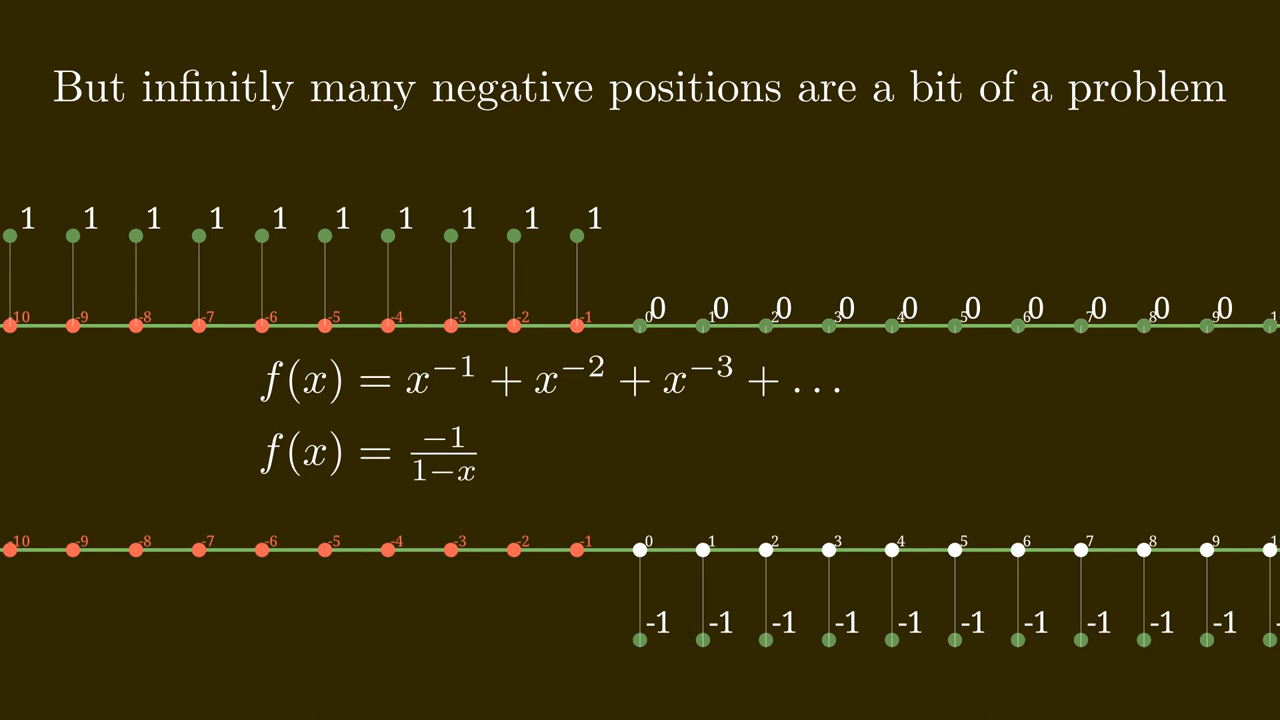 But infinitly many negative positions are a bit of a problem
1 1 1 1 1 1 1 1 1 1
0 0 0 0 0 0 0 0 0 0
-10 -9 -8 -7 -6 -5 -4 -3 -2 -1 0 1 2 3 4 5 6 7 8 9 1
f(x) = x^{-1} + x^{-2} + x^{-3} + ...
f(x) = \frac{-1}{1-x}
-10 -9 -8 -7 -6 -5 -4 -3 -2 -1 0 1 2 3 4 5 6 7 8 9 1
-1 -1 -1 -1 -1 -1 -1 -1 -1 -1 -